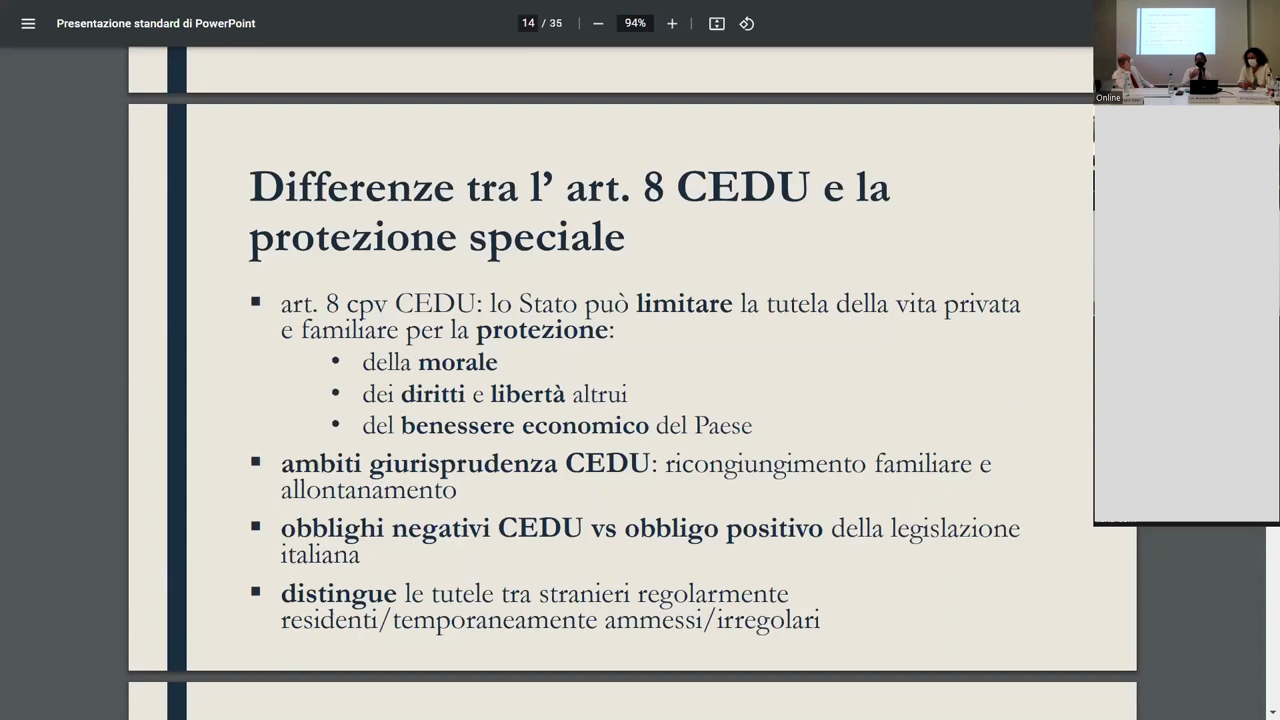 Presentazione standard di PowerPoint
14 / 35
94%
Online
Differenze tra l’ art. 8 CEDU e la
protezione speciale
▪ art. 8 cpv CEDU: lo Stato può limitare la tutela della vita privata
e familiare per la protezione:
• della morale
• dei diritti e libertà altrui
• del benessere economico del Paese
▪ ambiti giurisprudenza CEDU: ricongiungimento familiare e
allontanamento
▪ obblighi negativi CEDU vs obbligo positivo della legislazione
italiana
▪ distingue le tutele tra stranieri regolarmente
residenti/temporaneamente ammessi/irregolari